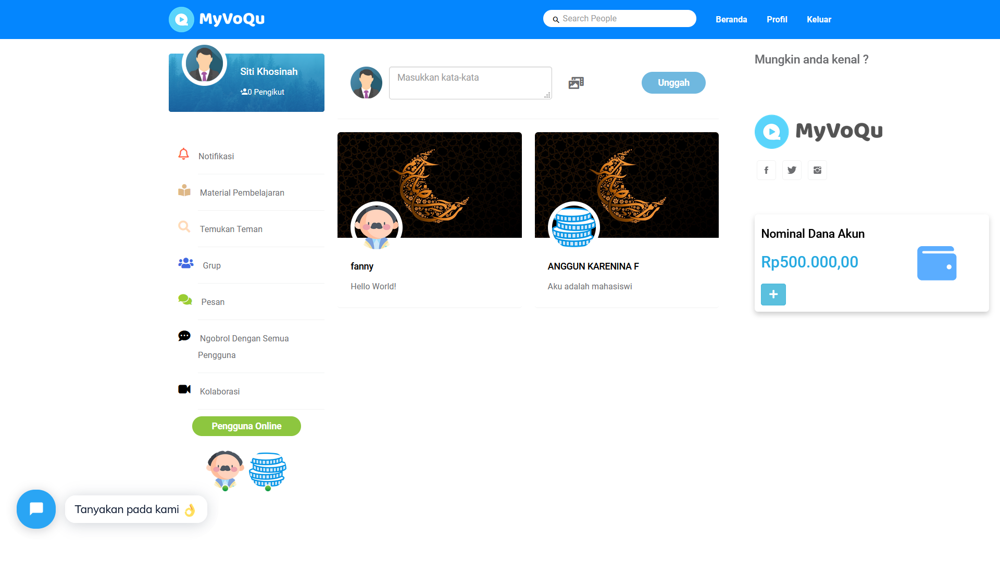 MyVoQu
Search People
Beranda
Profil
Keluar
Siti Khosinah
0 Pengikut
Notifikasi
Material Pembelajaran
Temukan Teman
Grup
Pesan
Ngobrol Dengan Semua
Pengguna
Kolaborasi
Pengguna Online
Masukkan kata-kata
Unggah
fanny
Hello World!
ANGGUN KARENINA F
Aku adalah mahasiswi
Mungkin anda kenal ?
MyVoQu
Nominal Dana Akun
Rp500.000,00
Tanyakan pada kami 👌